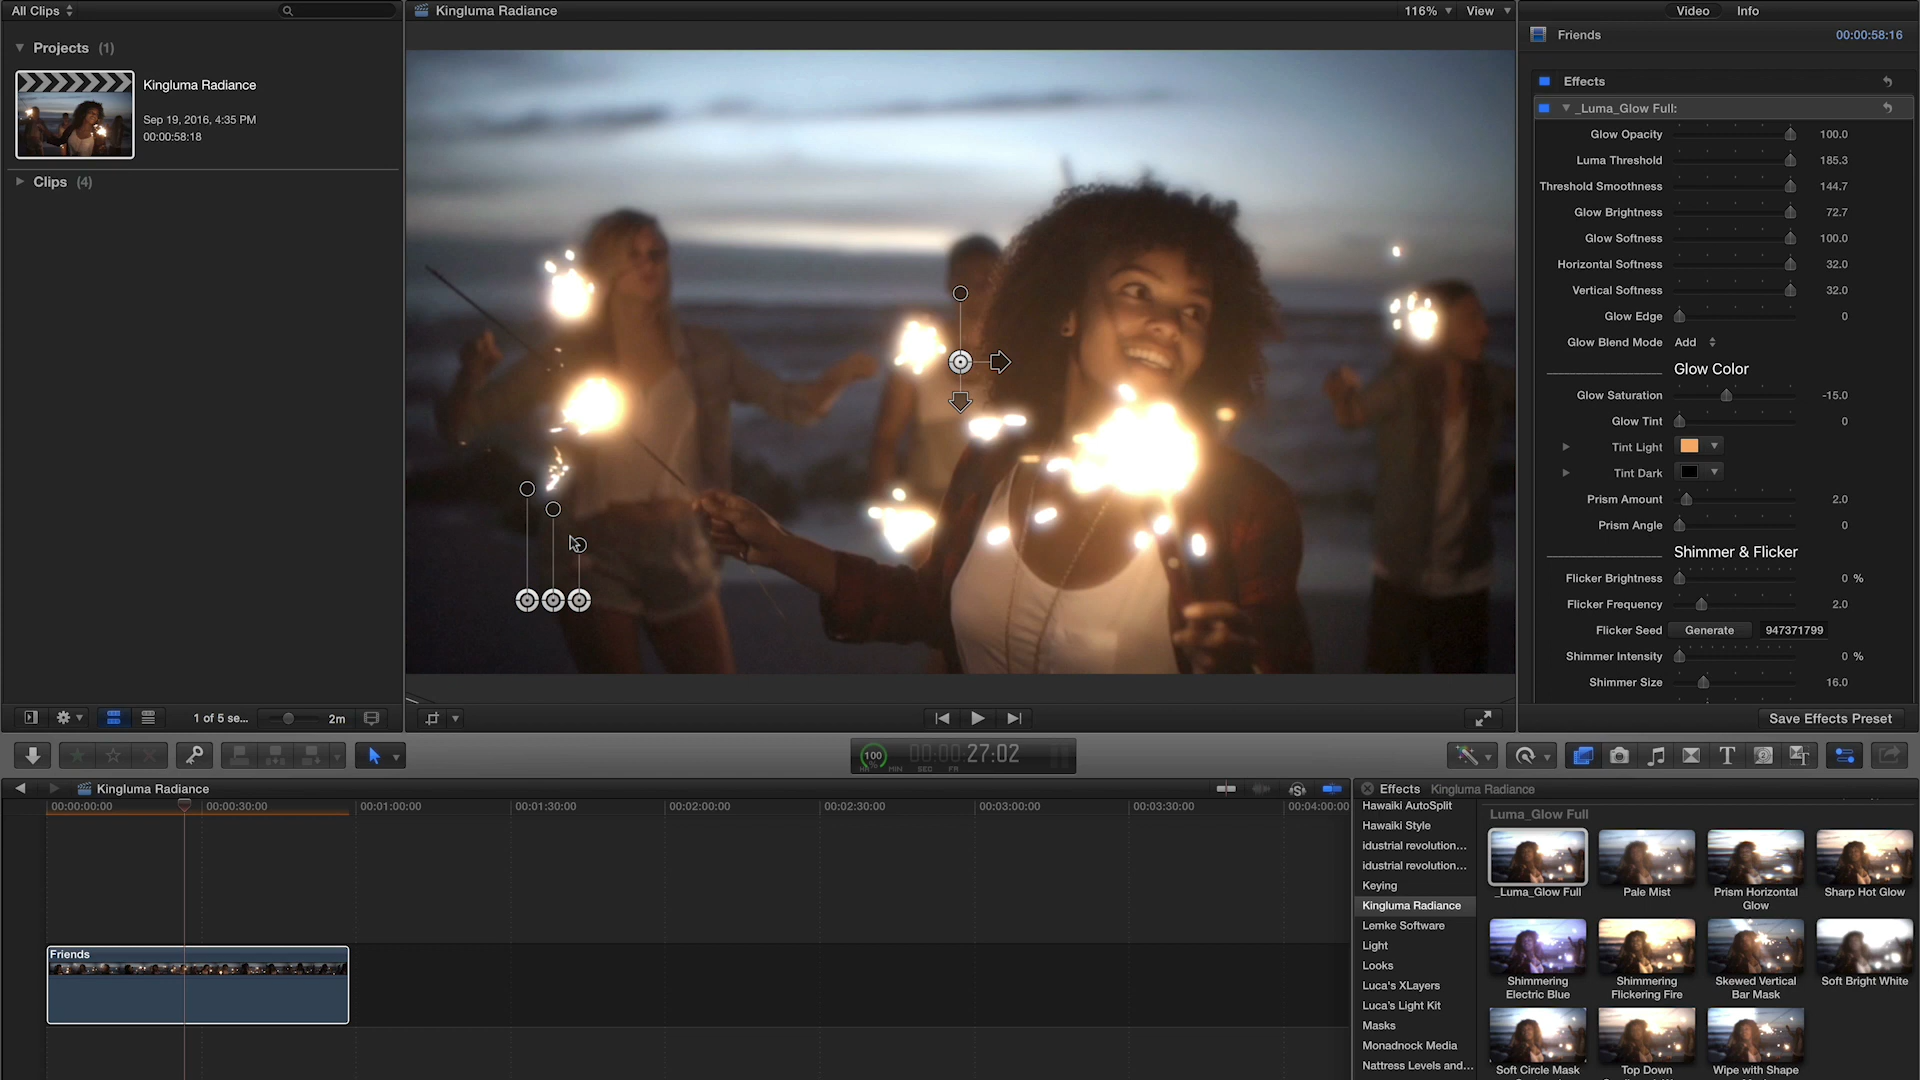 All Clips
Kingluma Radiance
116%
View
Video
Info
Projects (1)
Friends
00:00:58:16
Kingluma Radiance
Sep 19, 2016, 4:35 PM
00:00:58:18
Clips (4)
Effects
_Luma_Glow Full:
Glow Opacity 100.0
Luma Threshold 185.3
Threshold Smoothness 144.7
Glow Brightness 72.7
Glow Softness 100.0
Horizontal Softness 32.0
Vertical Softness 32.0
Glow Edge 0
Glow Blend Mode Add
Glow Color
Glow Saturation -15.0
Glow Tint 0
Tint Light
Tint Dark
Prism Amount 2.0
Prism Angle 0
Shimmer & Flicker
Flicker Brightness 0 %
Flicker Frequency 2.0
Flicker Seed Generate 947371799
Shimmer Intensity 0 %
Shimmer Size 16.0
1 of 5 se...
2m
Save Effects Preset
100
%
00:00:27:02
HR MIN SEC FR
Kingluma Radiance
Effects Kingluma Radiance
00:00:00:00
00:00:30:00
00:01:00:00
00:01:30:00
00:02:00:00
00:02:30:00
00:03:00:00
00:03:30:00
00:04:00:00
Friends
Hawaiki AutoSplit
Hawaiki Style
idustrial revolution...
idustrial revolution...
Keying
Kingluma Radiance
Lemke Software
Light
Looks
Luca's XLayers
Luca's Light Kit
Masks
Monadnock Media
Nattress Levels and...
Luma_Glow Full
_Luma_Glow Full
Pale Mist
Prism Horizontal
Glow
Sharp Hot Glow
Shimmering
Electric Blue
Shimmering
Flickering Fire
Skewed Vertical
Bar Mask
Soft Bright White
Soft Circle Mask
Top Down
Wipe with Shape